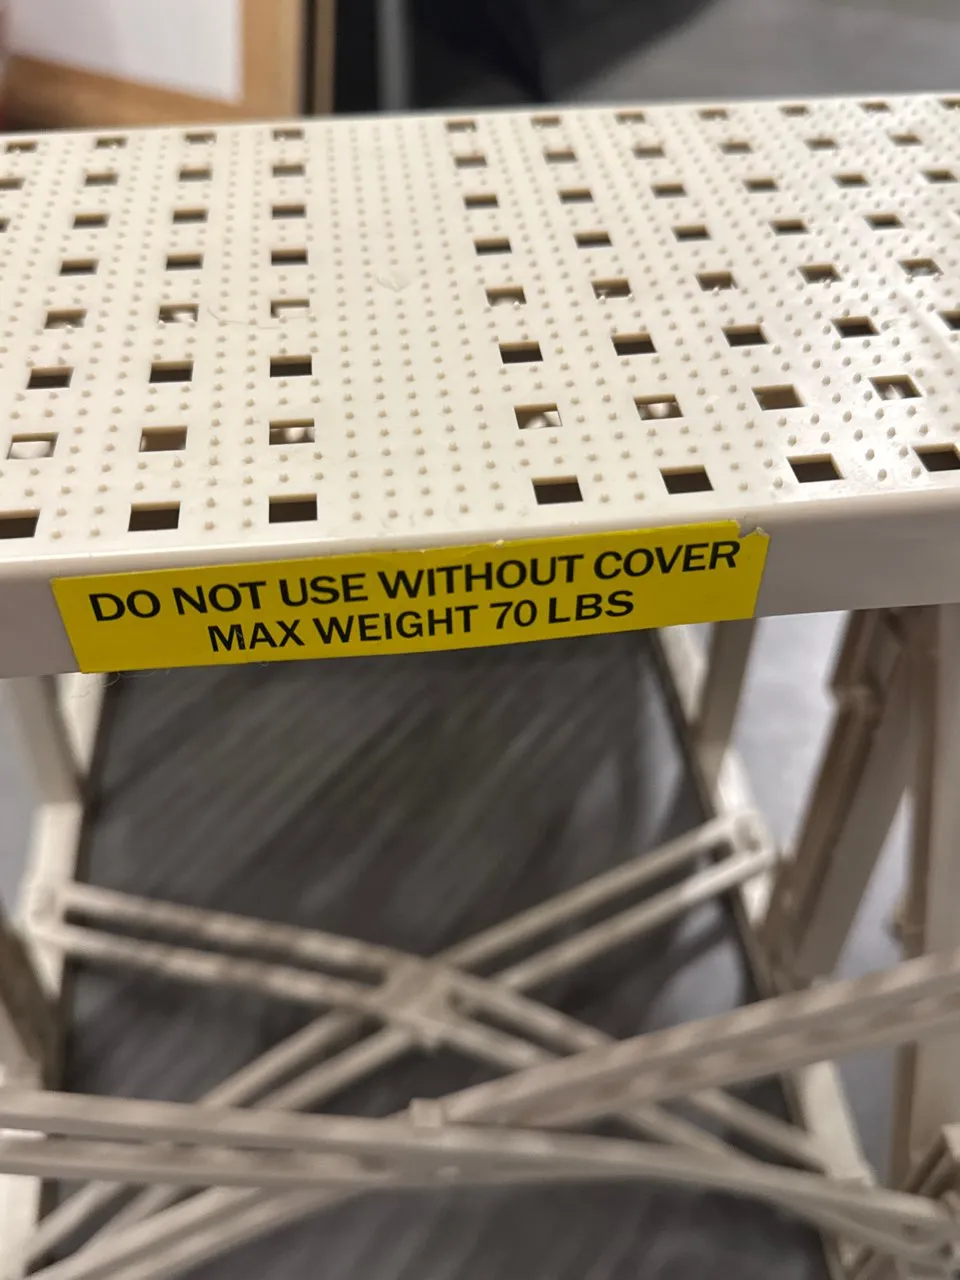 DO NOT USE WITHOUT COVER
MAX WEIGHT 70 LBS